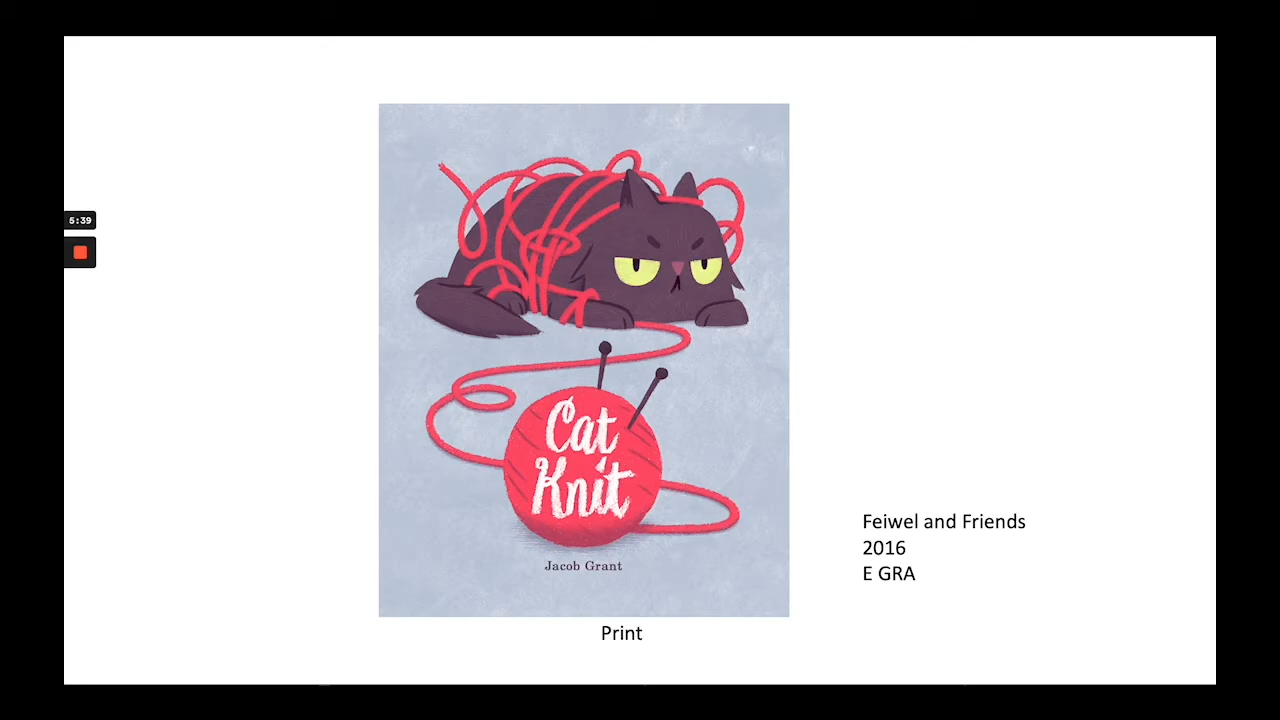 5:39
Cat
Knit
Jacob Grant
Feiwel and Friends
2016
E GRA
Print